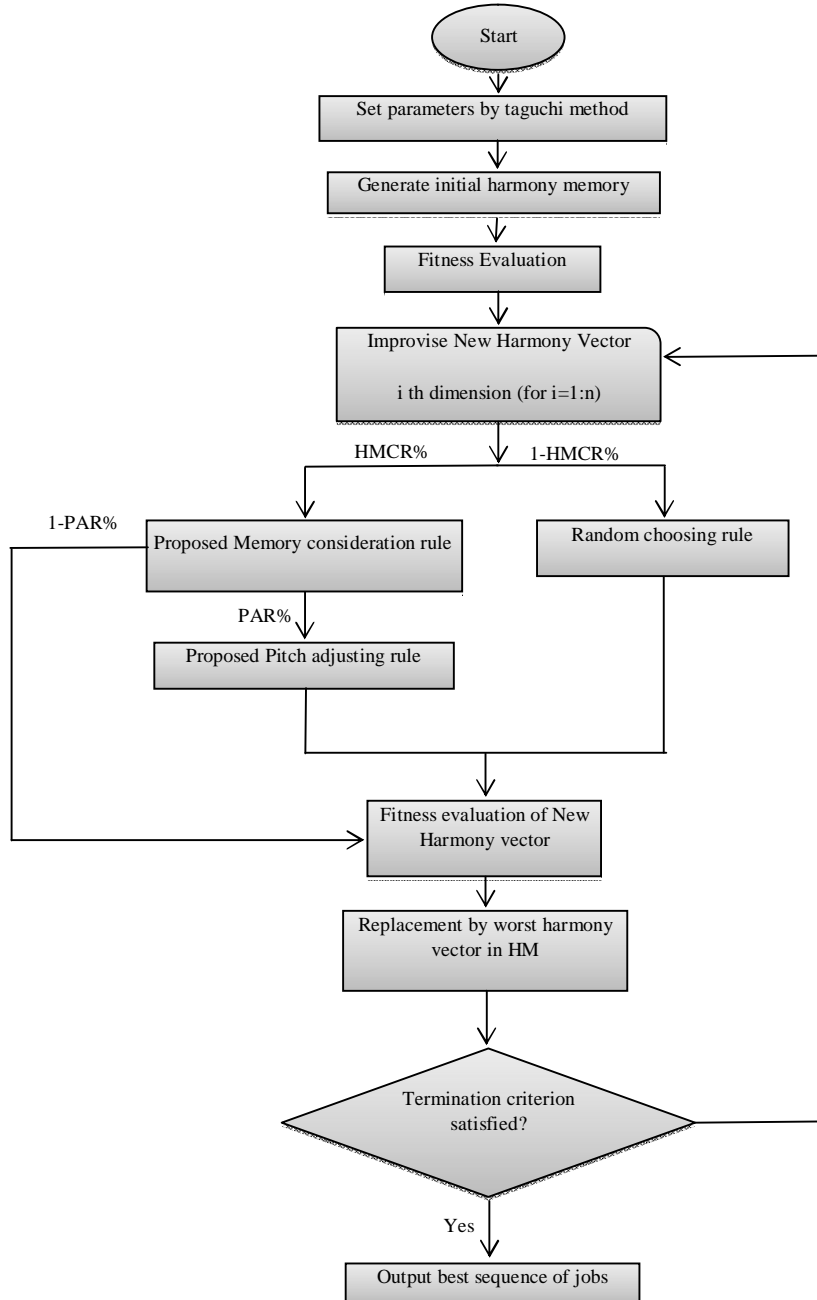 Start
Set parameters by taguchi method
Generate initial harmony memory
Fitness Evaluation
Improvise New Harmony Vector
i th dimension (for i=1:n)
HMCR%
1-HMCR%
1-PAR%
Proposed Memory consideration rule
Random choosing rule
PAR%
Proposed Pitch adjusting rule
Fitness evaluation of New
Harmony vector
Replacement by worst harmony
vector in HM
Termination criterion
satisfied?
Yes
Output best sequence of jobs